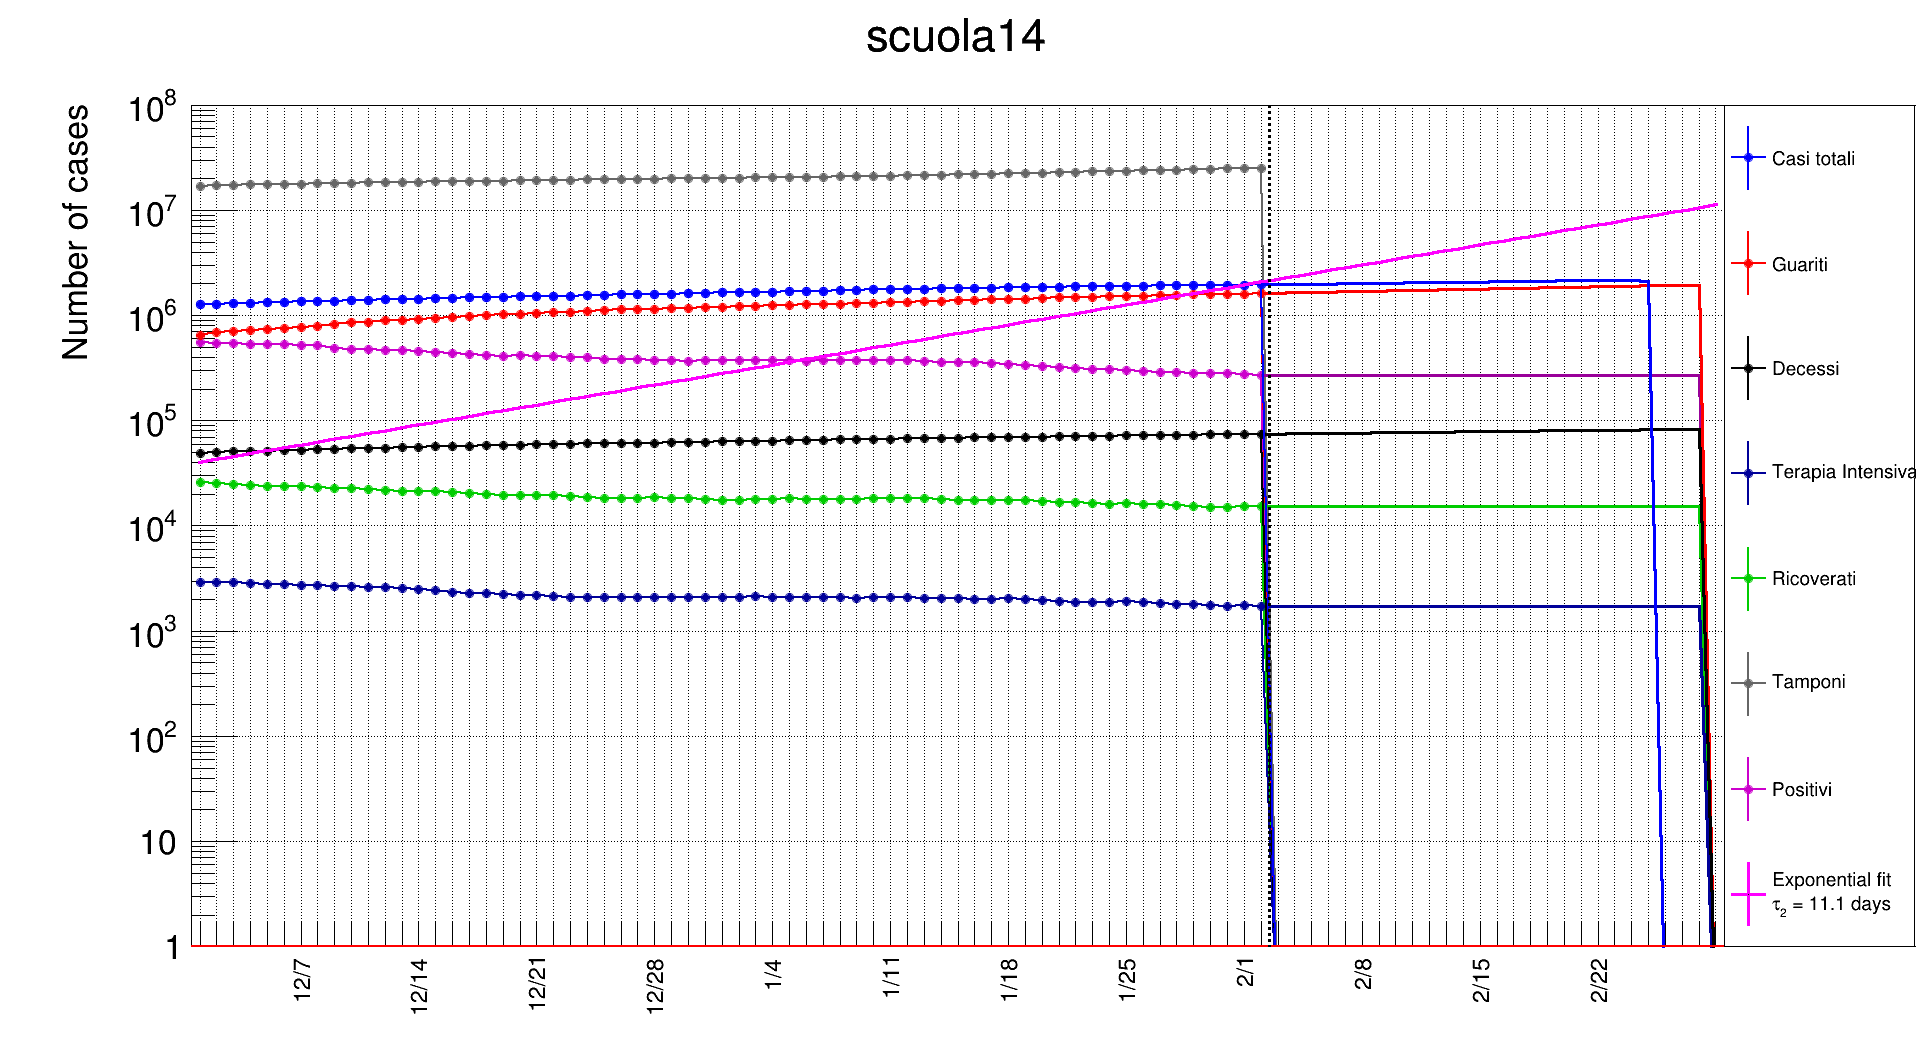 scuola14
Number of cases
10^8
10^7
10^6
10^5
10^4
10^3
10^2
10
1
12/7
12/14
12/21
12/28
1/4
1/11
1/18
1/25
2/1
2/8
2/15
2/22
Casi totali
Guariti
Decessi
Terapia Intensiva
Ricoverati
Tamponi
Positivi
Exponential fit
τ₂ = 11.1 days